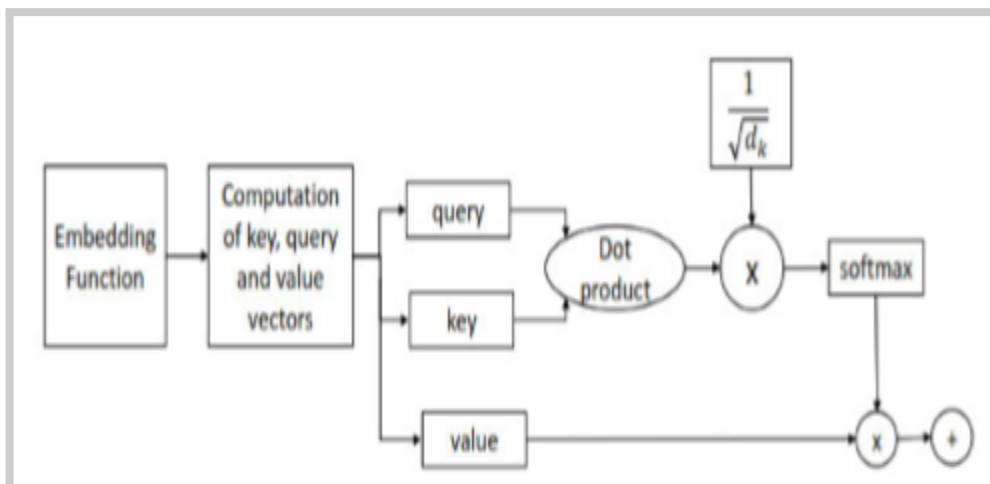 Embedding
Function
Computation
of key, query
and value
vectors
query
key
value
Dot
product
1
√d_k
X
softmax
x
+